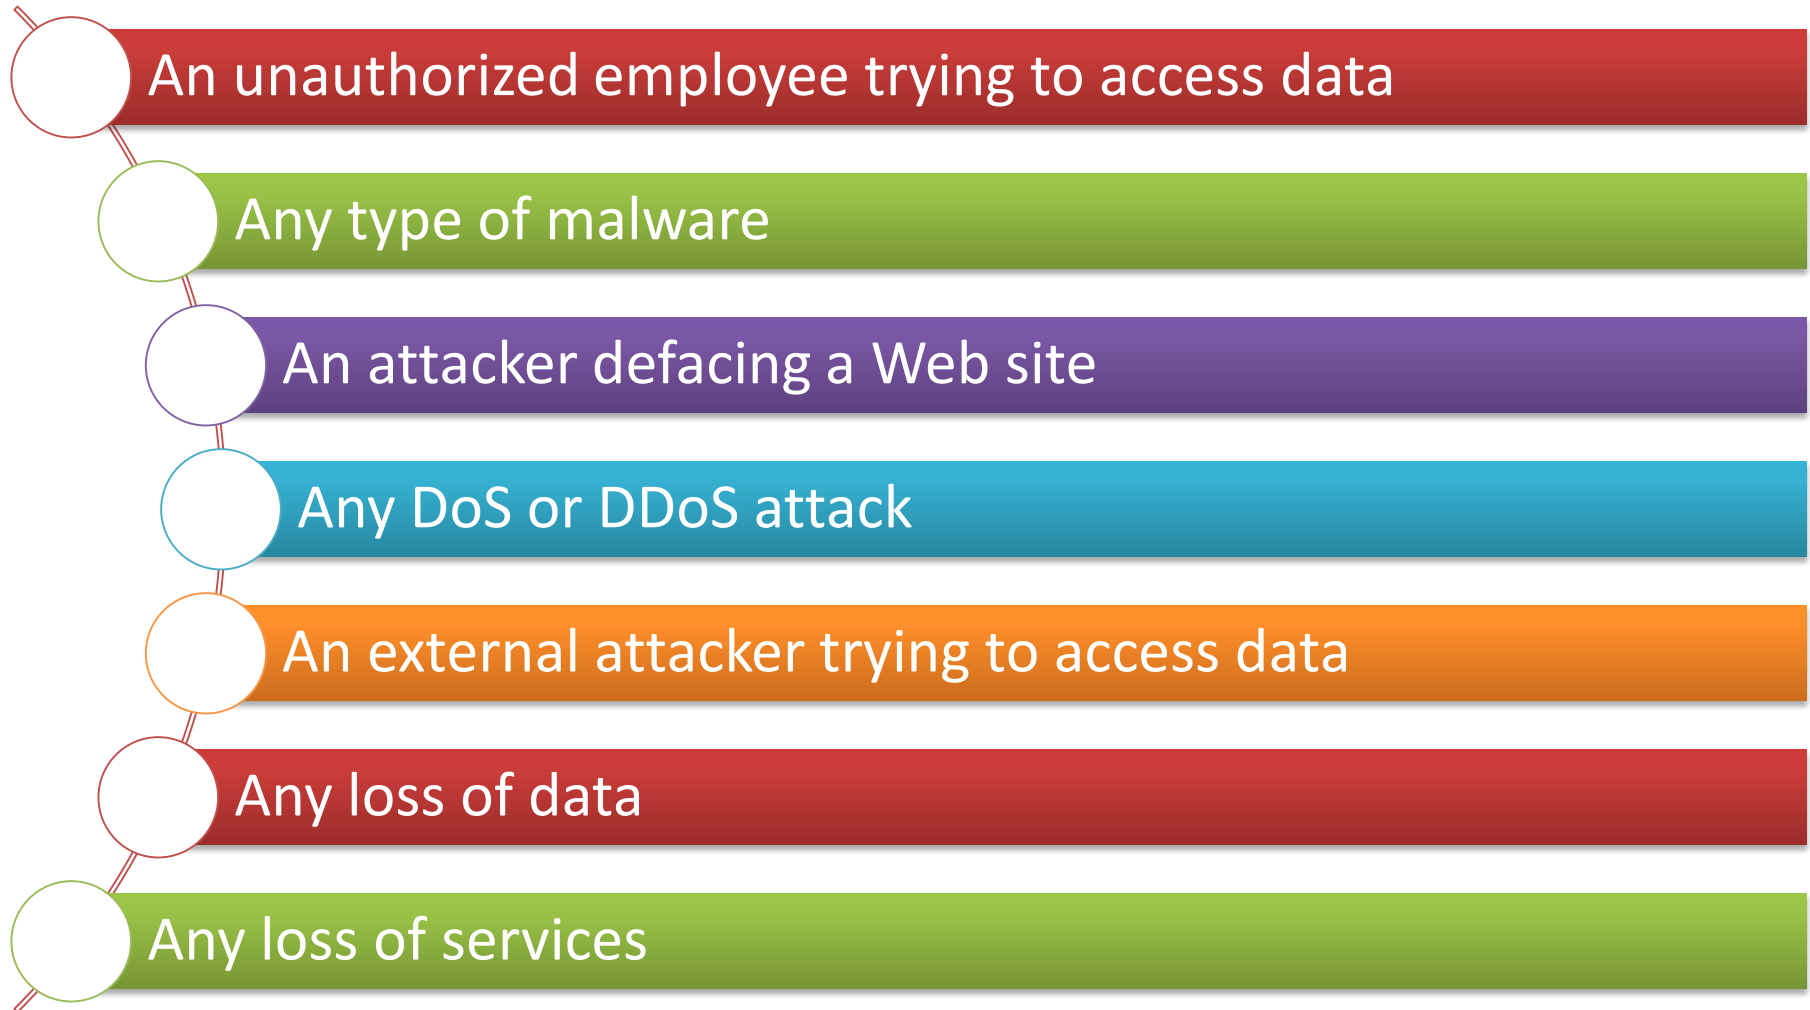 An unauthorized employee trying to access data
Any type of malware
An attacker defacing a Web site
Any DoS or DDoS attack
An external attacker trying to access data
Any loss of data
Any loss of services